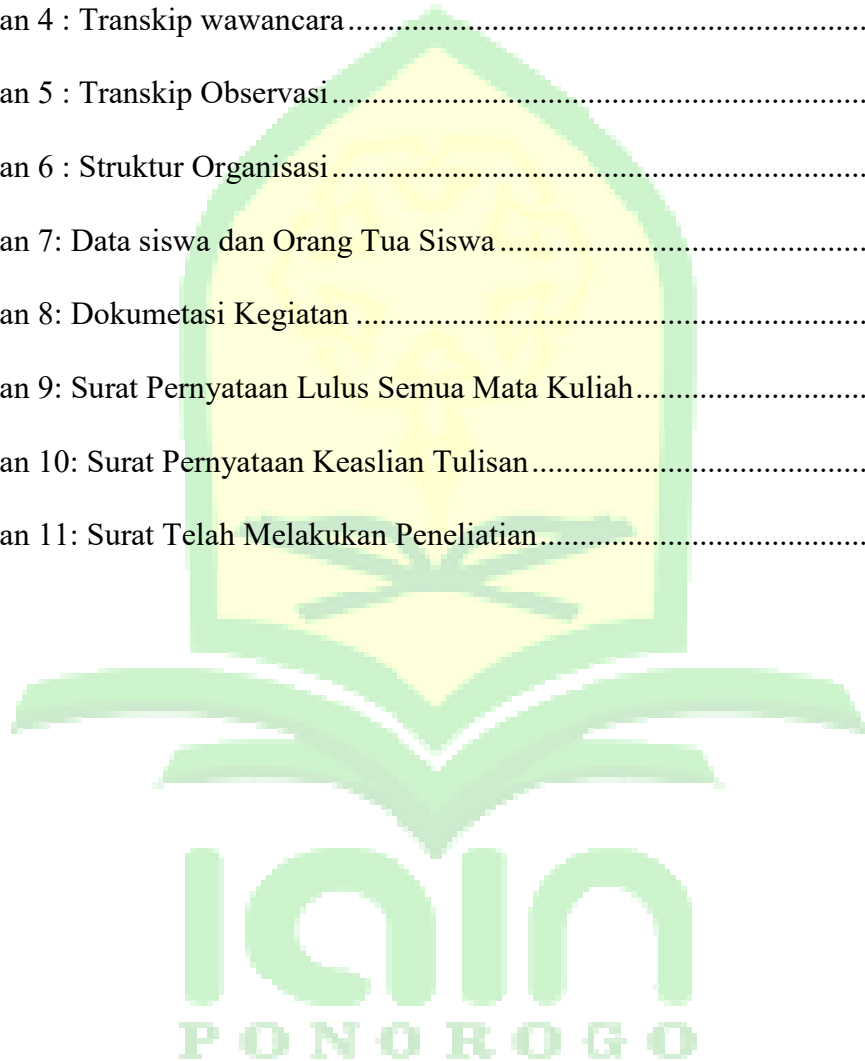 an 4 : Transkip wawancara................................................................
an 5 : Transkip Observasi................................................................
an 6 : Struktur Organisasi................................................................
an 7: Data siswa dan Orang Tua Siswa................................................
an 8: Dokumetasi Kegiatan................................................................
an 9: Surat Pernyataan Lulus Semua Mata Kuliah..............................
an 10: Surat Pernyataan Keaslian Tulisan............................................
an 11: Surat Telah Melakukan Peneliatian..........................................
iain
PONOROGO